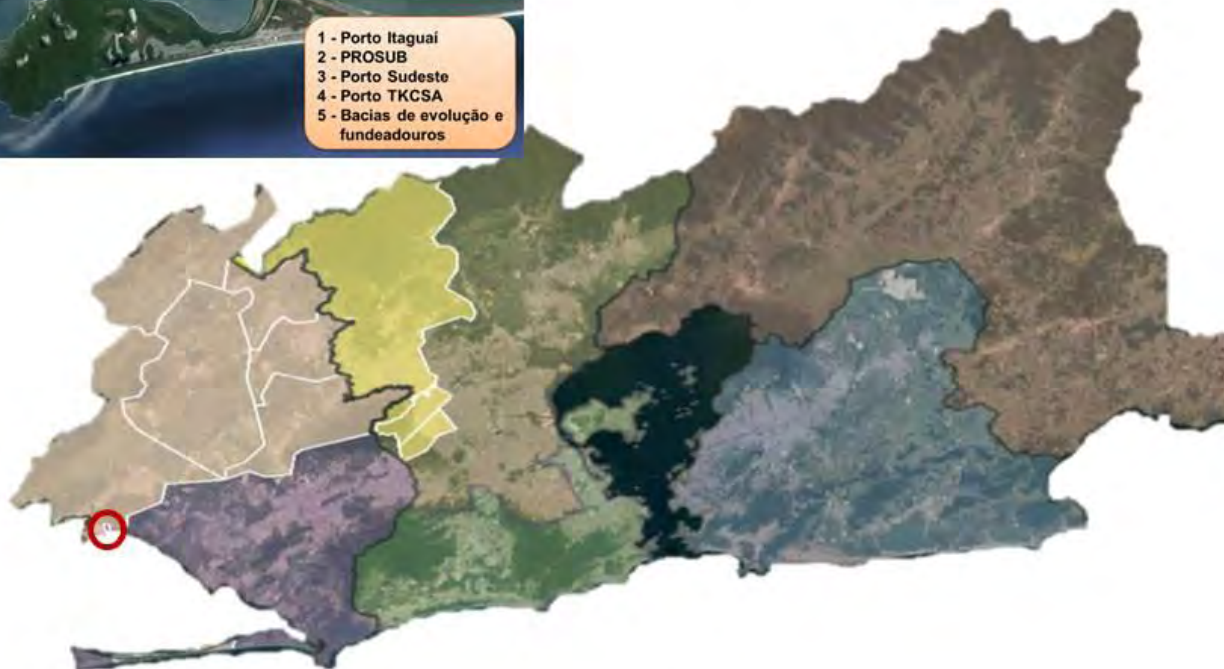 1 - Porto Itaguaí
2 - PROSUB
3 - Porto Sudeste
4 - Porto TKCSA
5 - Bacias de evolução e
fundeadouros